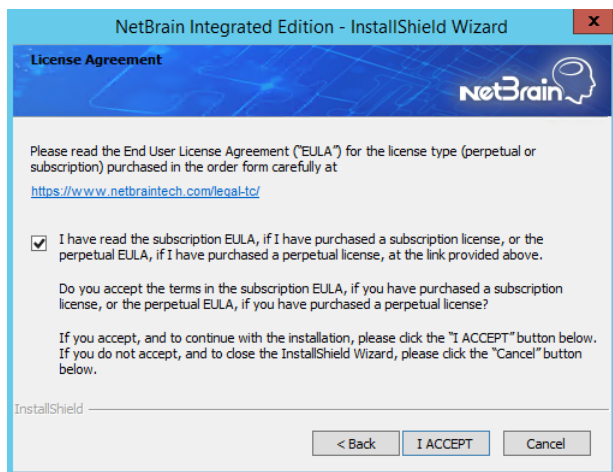 NetBrain Integrated Edition - InstallShield Wizard
x
License Agreement
NetBrain
Please read the End User License Agreement ("EULA") for the license type (perpetual or
subscription) purchased in the order form carefully at
https://www.netbraintech.com/legal-tc/
I have read the subscription EULA, if I have purchased a subscription license, or the
perpetual EULA, if I have purchased a perpetual license, at the link provided above.
Do you accept the terms in the subscription EULA, if you have purchased a subscription
license, or the perpetual EULA, if you have purchased a perpetual license?
If you accept, and to continue with the installation, please click the "I ACCEPT" button below.
If you do not accept, and to close the InstallShield Wizard, please click the "Cancel" button
below.
InstallShield
< Back I ACCEPT Cancel